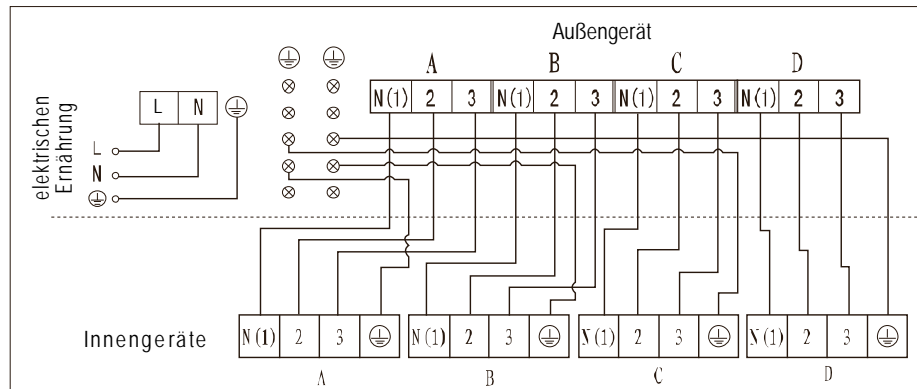 Außengerät
A B C D
N(1) 2 3 N(1) 2 3 N(1) 2 3 N(1) 2 3
L N
elektrischen
Ernährung
L
N
Innengeräte
N(1) 2 3 N(1) 2 3 N(1) 2 3 N(1) 2 3
A B C D